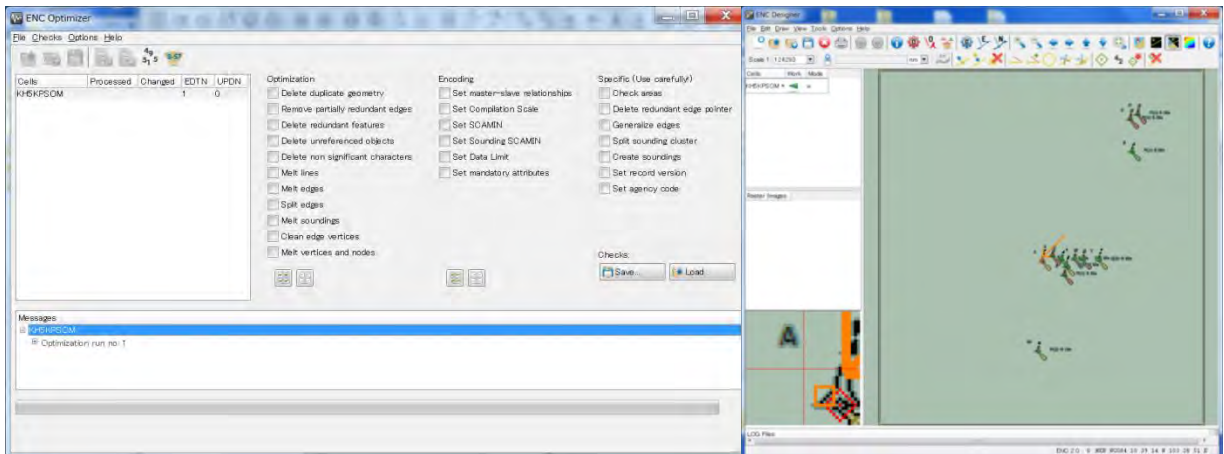 ENC Optimizer
File Checks Options Help
Cells Processed Changed EDTN UPDN
KH5KPSOM 1 0
Optimization
Delete duplicate geometry
Remove partially redundant edges
Delete redundant features
Delete unreferenced objects
Delete non significant characters
Melt lines
Melt edges
Split edges
Melt soundings
Clean edge vertices
Melt vertices and nodes
Encoding
Set master-slave relationships
Set Compilation Scale
Set SCAMIN
Set Sounding SCAMIN
Set Data Limit
Set mandatory attributes
Specific (Use carefully!)
Check areas
Delete redundant edge pointer
Generalize edges
Split sounding cluster
Create soundings
Set record version
Set agency code
Checks:
Save... Load
Messages
KH5KPSOM
Optimization run no: 1
ENC Designer
File Edit Draw View Tools Options Help
Cells Work Mode
KH5KPSOM
Raster Images
A
LOG Files